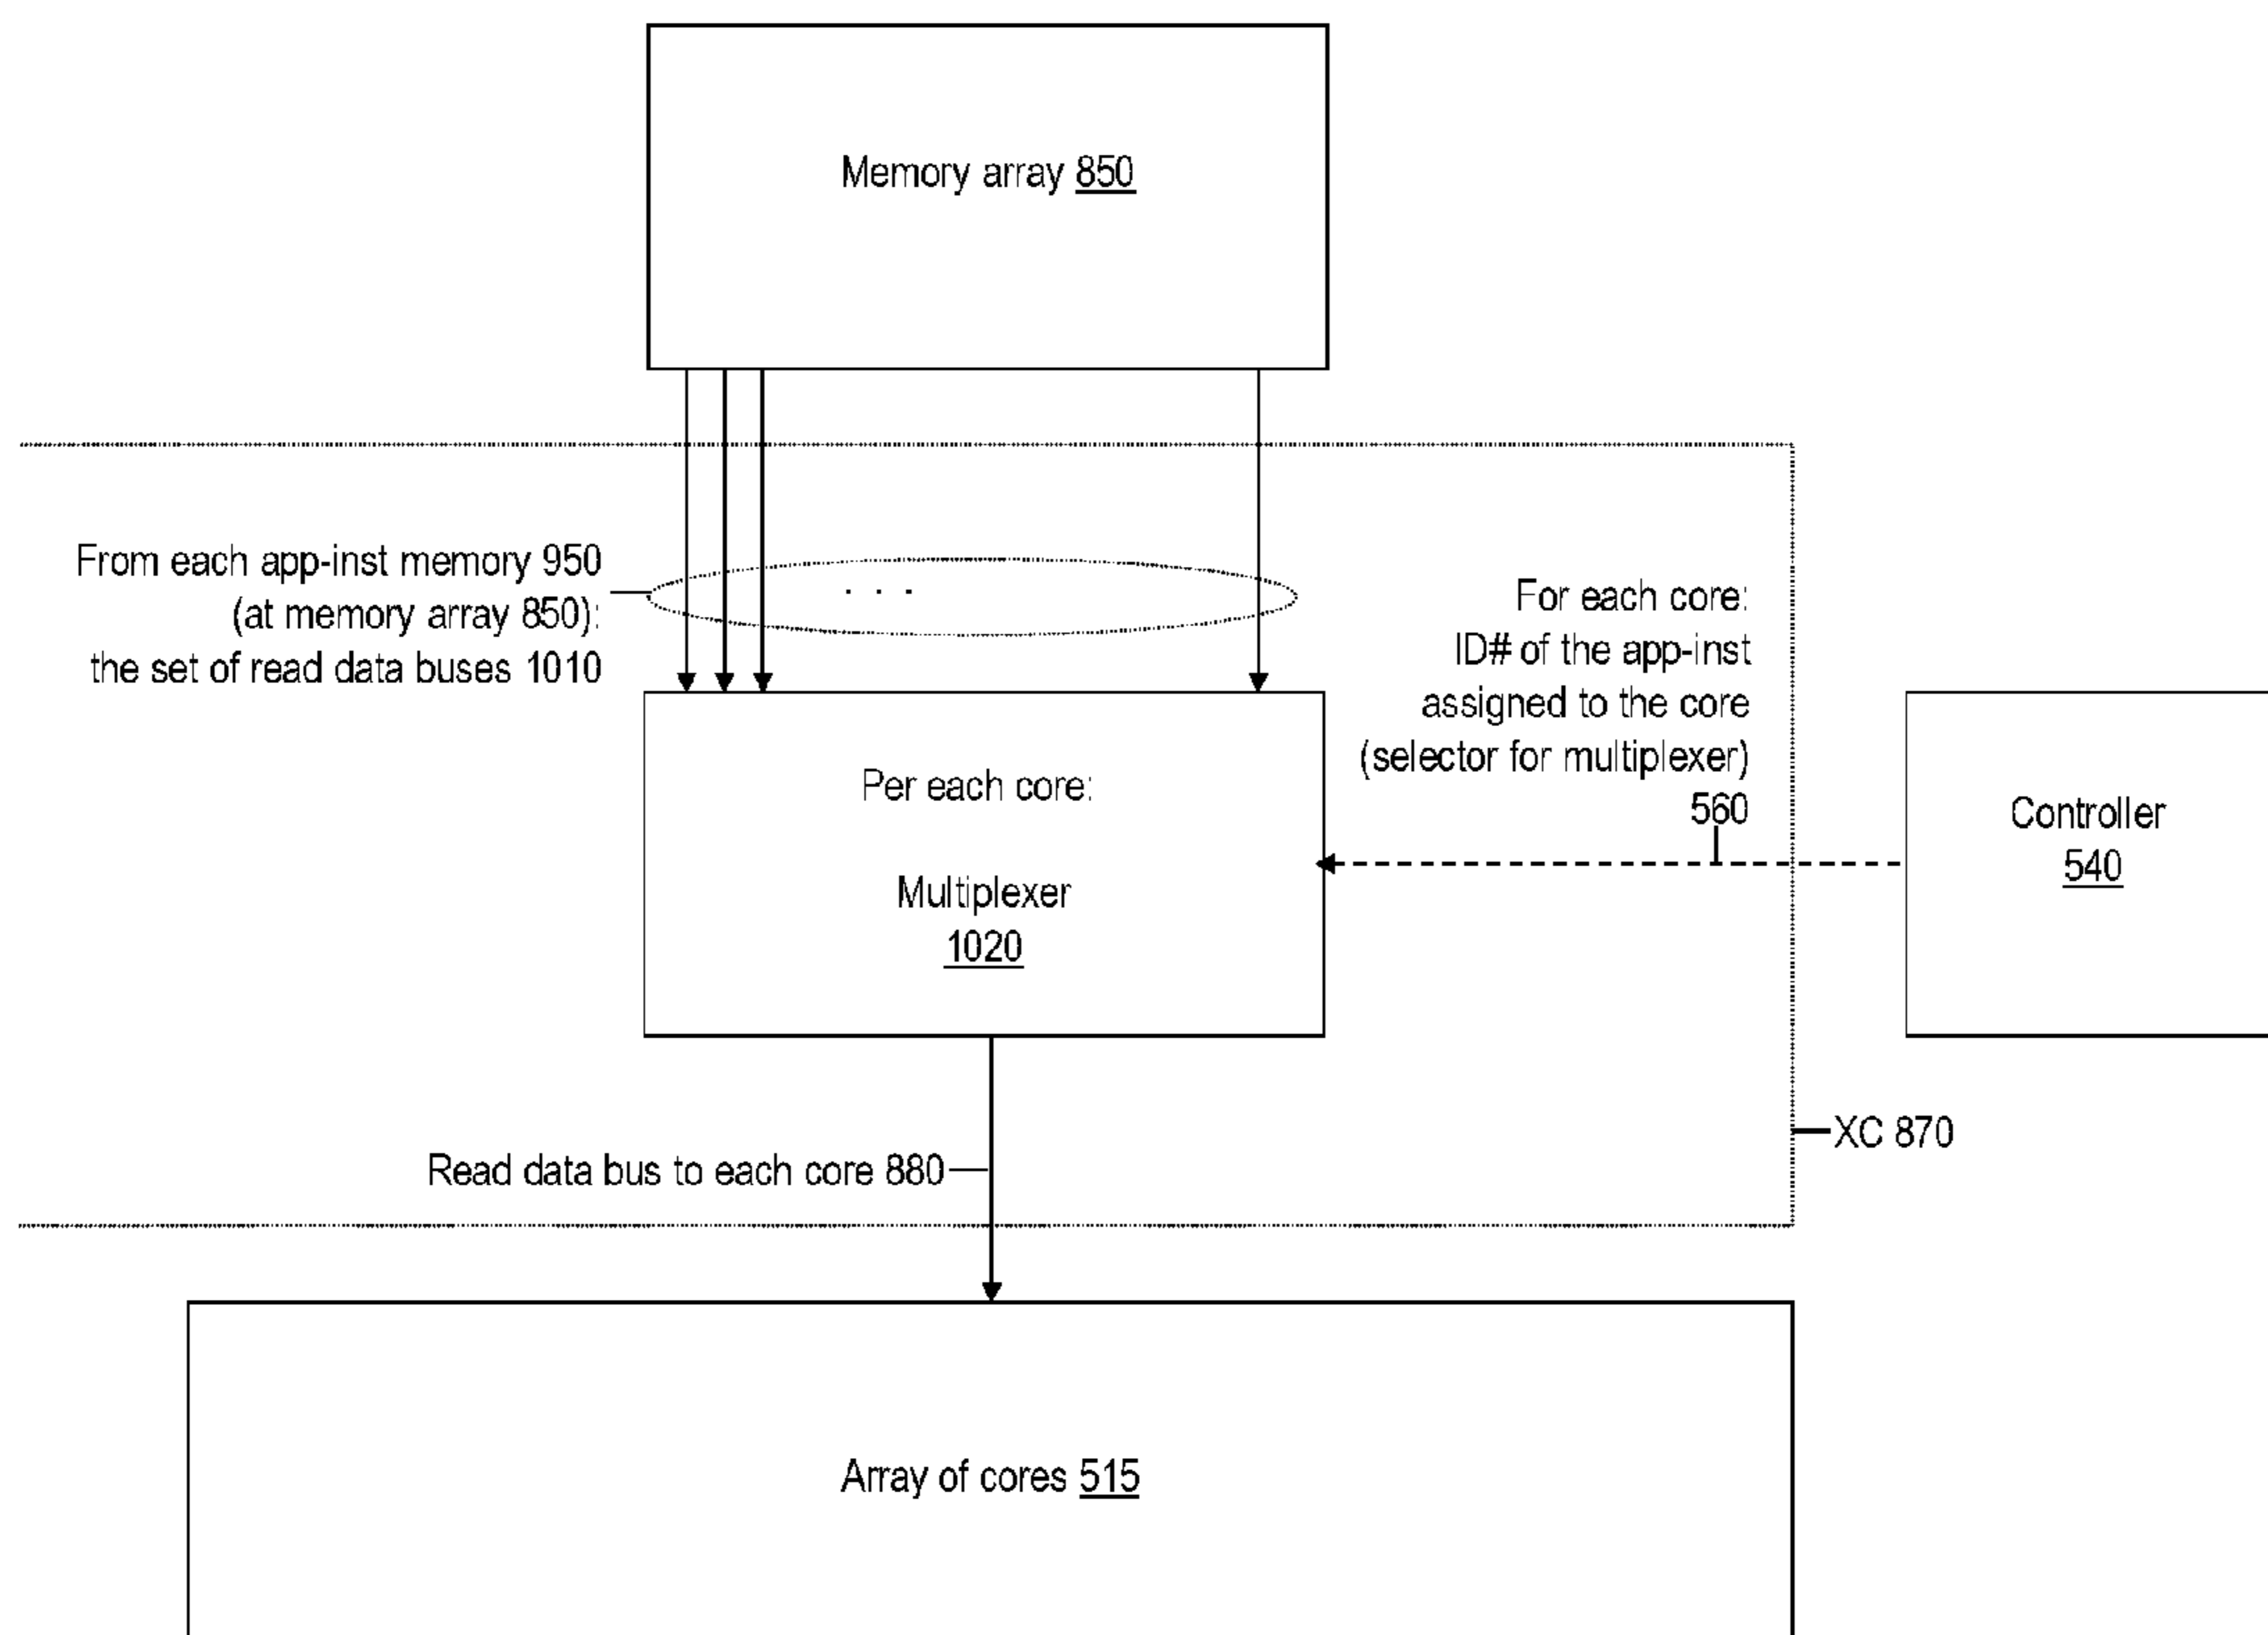 Memory array 850
From each app-inst memory 950
(at memory array 850):
the set of read data buses 1010
. . .
For each core:
ID# of the app-inst
assigned to the core
(selector for multiplexer)
560
Per each core:
Multiplexer
1020
Controller
540
XC 870
Read data bus to each core 880
Array of cores 515